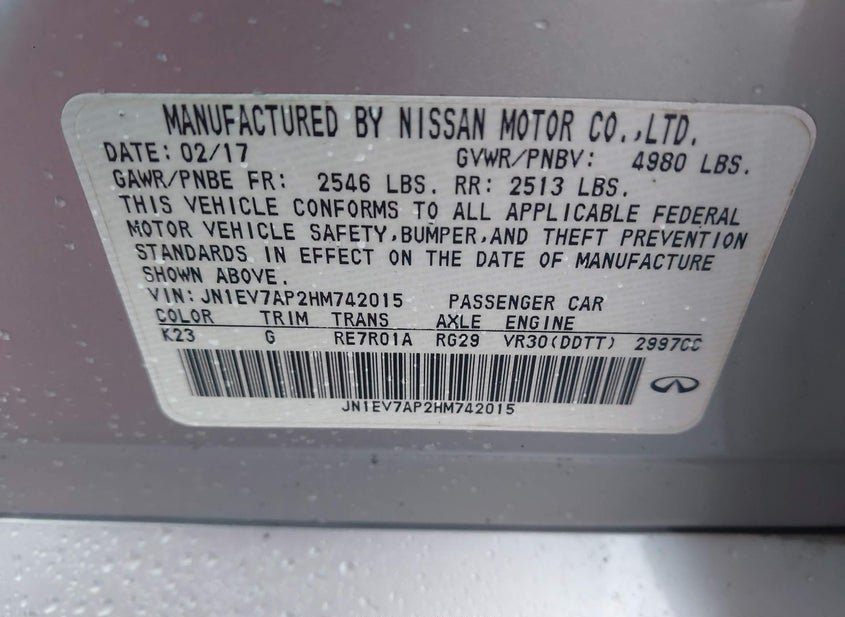 MANUFACTURED BY NISSAN MOTOR CO.,LTD.
DATE: 02/17 GVWR/PNBV: 4980 LBS.
GAWR/PNBE FR: 2546 LBS. RR: 2513 LBS.
THIS VEHICLE CONFORMS TO ALL APPLICABLE FEDERAL
MOTOR VEHICLE SAFETY,BUMPER,AND THEFT PREVENTION
STANDARDS IN EFFECT ON THE DATE OF MANUFACTURE
SHOWN ABOVE.
VIN: JN1EV7AP2HM742015 PASSENGER CAR
COLOR TRIM TRANS AXLE ENGINE
K23 G RE7R01A RG29 VR30(DDTT) 2997CC
JN1EV7AP2HM742015